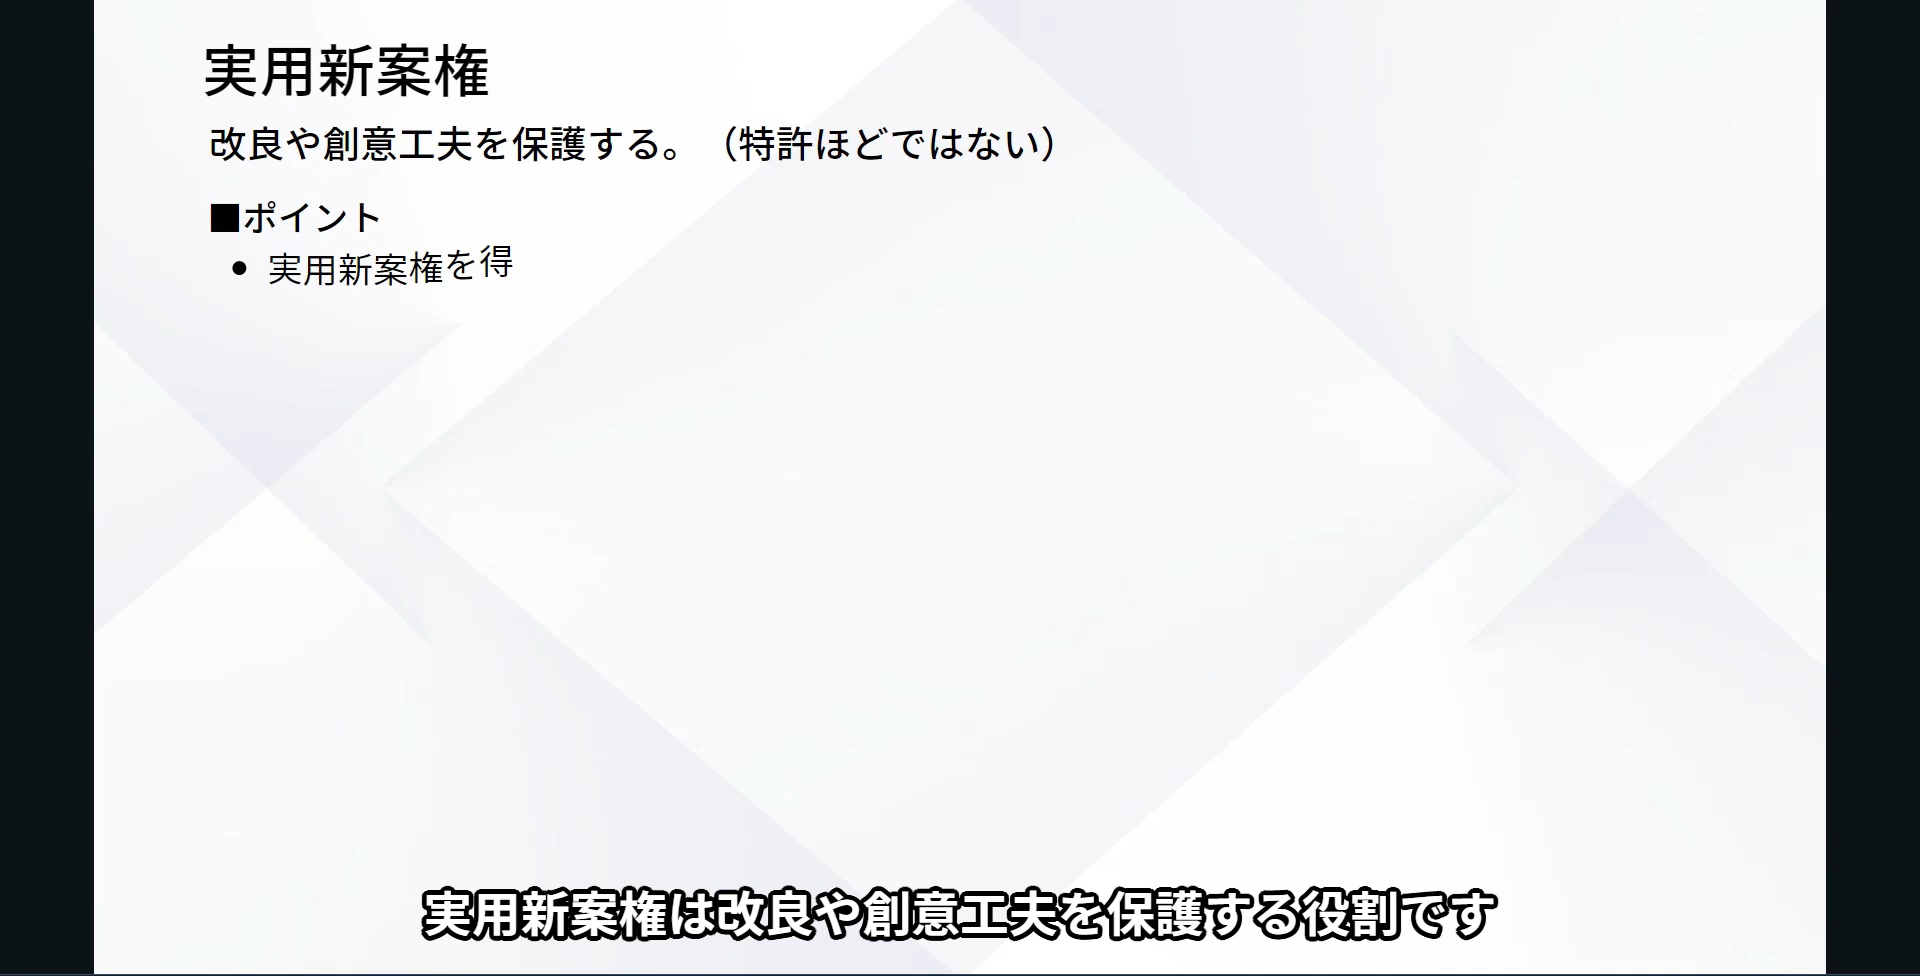 実用新案権
改良や創意工夫を保護する。（特許ほどではない）
■ポイント
● 実用新案権を得
実用新案権は改良や創意工夫を保護する役割です